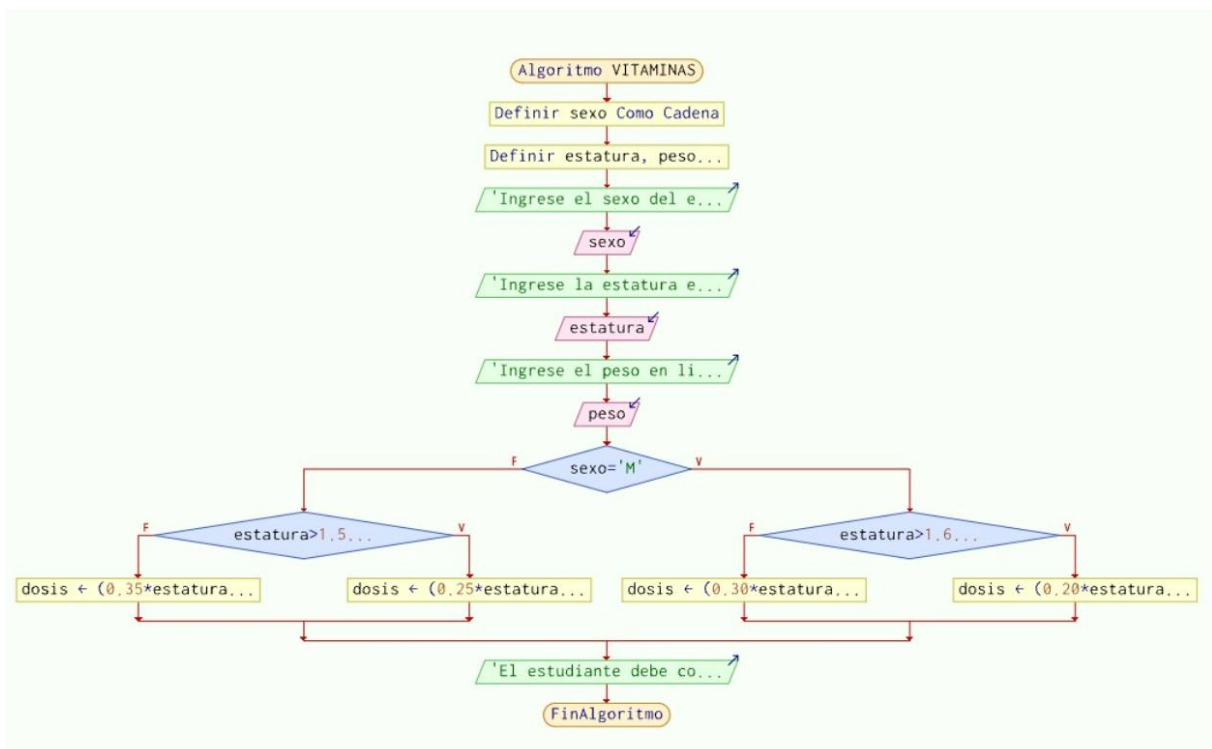 Algoritmo VITAMINAS
Definir sexo Como Cadena
Definir estatura, peso...
'Ingrese el sexo del e...
sexo
'Ingrese la estatura e...
estatura
'Ingrese el peso en li...
peso
F
sexo='M'
V
F
estatura>1.5...
V
F
estatura>1.6...
V
dosis ← (0.35*estatura...
dosis ← (0.25*estatura...
dosis ← (0.30*estatura...
dosis ← (0.20*estatura...
'El estudiante debe co...
FinAlgoritmo